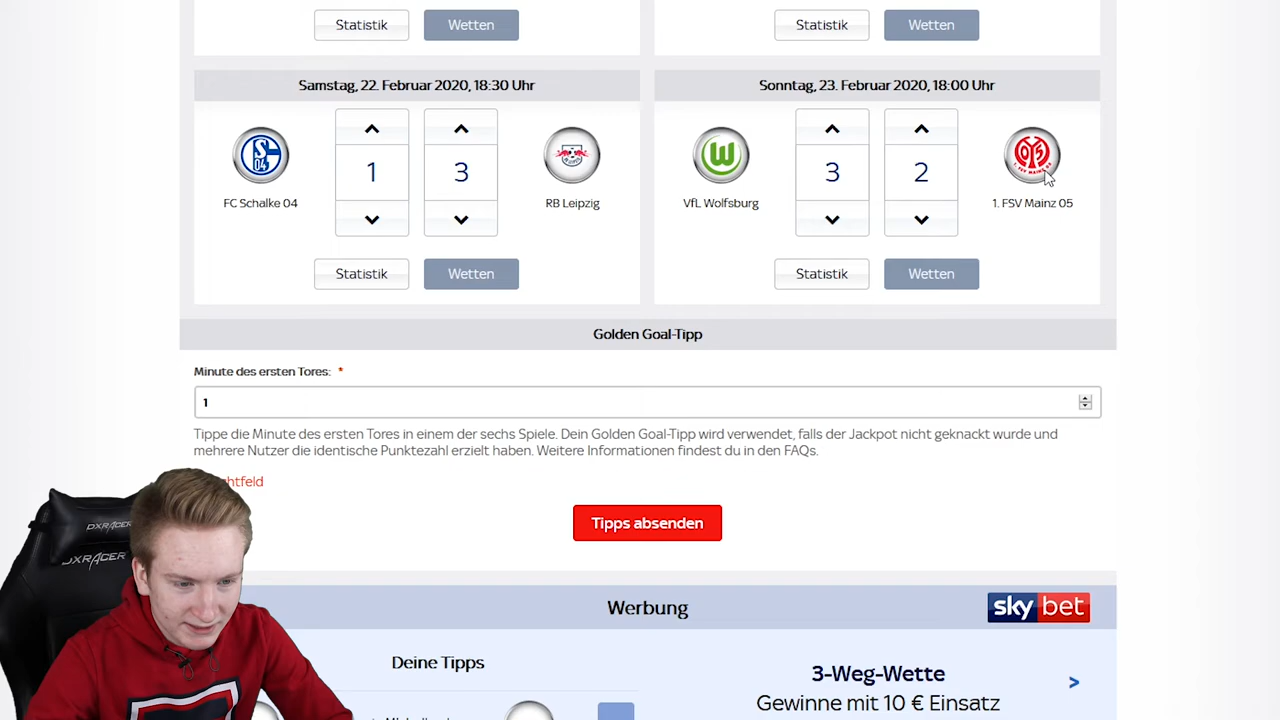 Statistik Wetten Statistik Wetten
Samstag, 22. Februar 2020, 18:30 Uhr
Sonntag, 23. Februar 2020, 18:00 Uhr
1 3
FC Schalke 04 RB Leipzig
3 2
VfL Wolfsburg 1. FSV Mainz 05
Statistik Wetten Statistik Wetten
Golden Goal-Tipp
Minute des ersten Tores: *
1
Tippe die Minute des ersten Tores in einem der sechs Spiele. Dein Golden Goal-Tipp wird verwendet, falls der Jackpot nicht geknackt wurde und
mehrere Nutzer die identische Punktezahl erzielt haben. Weitere Informationen findest du in den FAQs.
chtfeld
Tipps absenden
Werbung
sky bet
Deine Tipps
3-Weg-Wette
Gewinne mit 10 € Einsatz
>
DXRACER
DXRACER